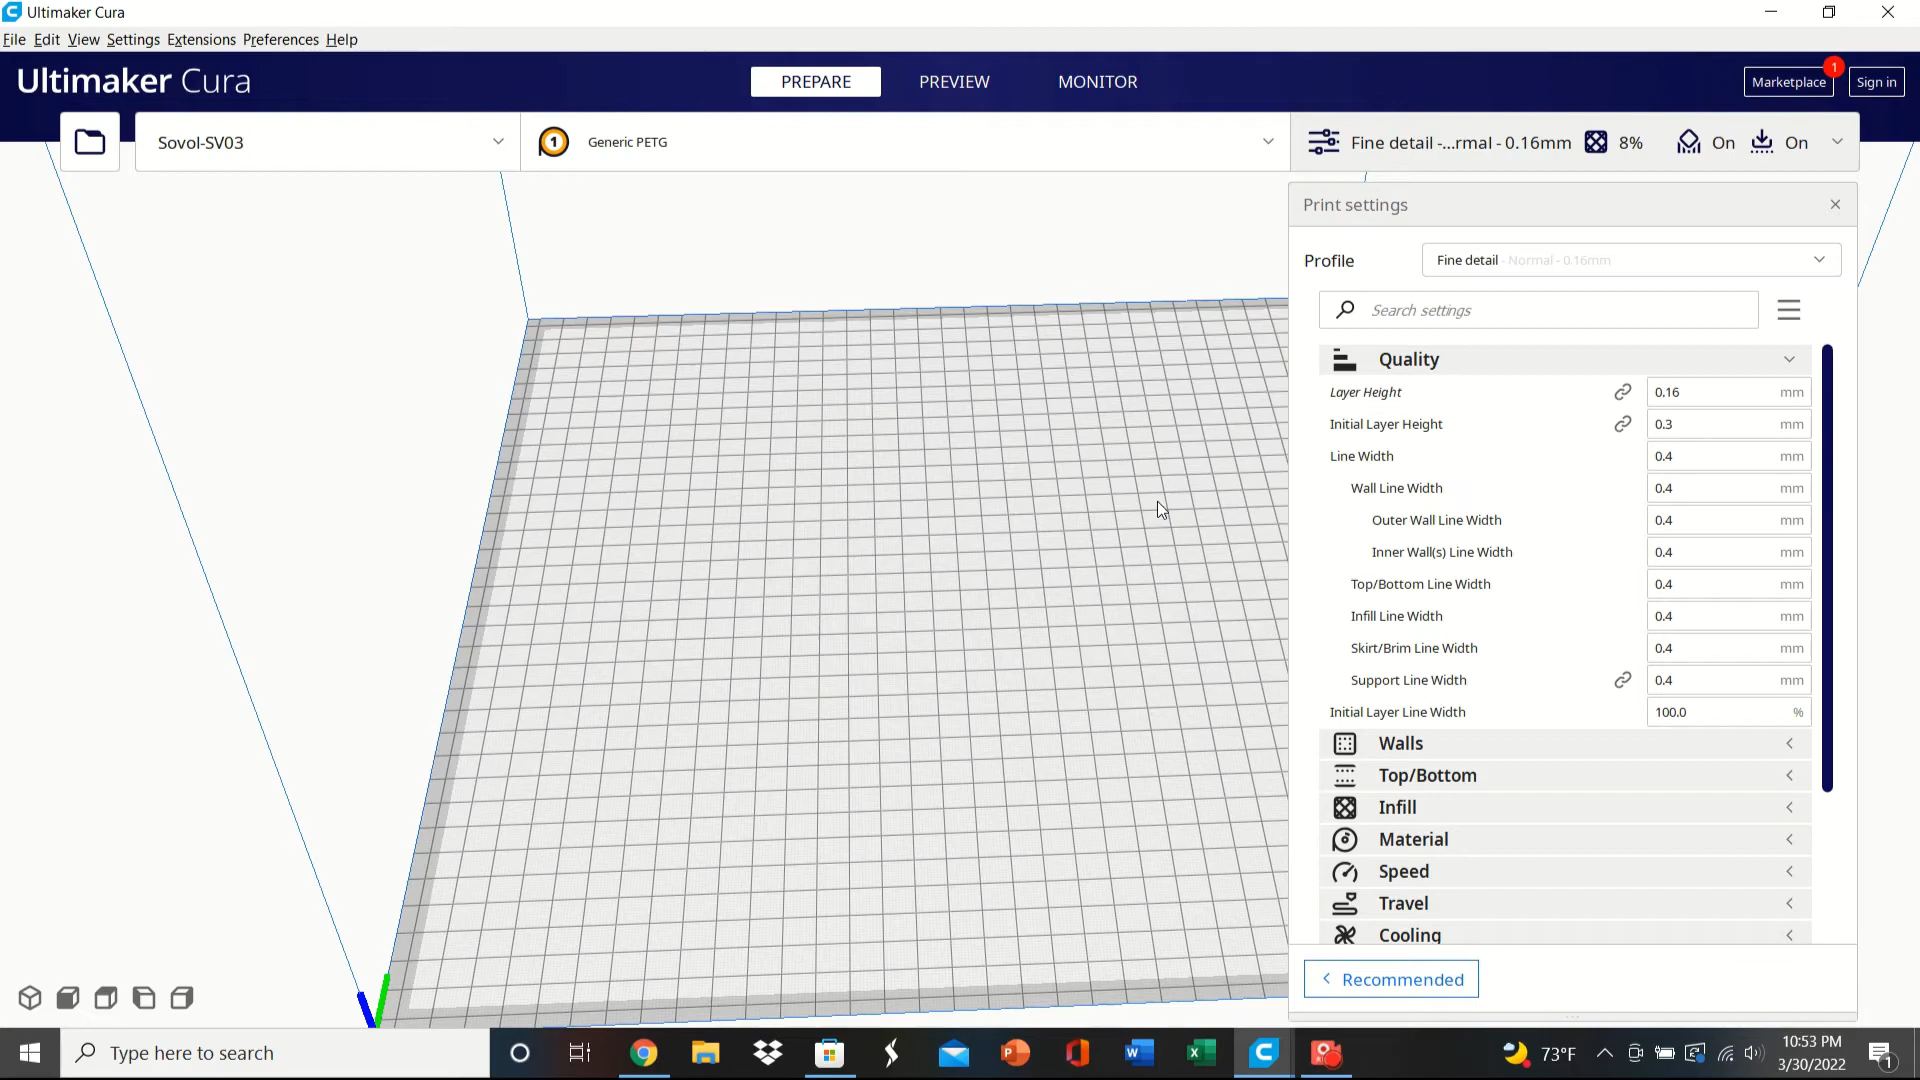 Ultimaker Cura
File Edit View Settings Extensions Preferences Help
Ultimaker Cura
PREPARE
PREVIEW
MONITOR
Marketplace
1
Sign in
Sovol-SV03
1
Generic PETG
Fine detail -...rmal - 0.16mm
8%
On
On
Print settings
Profile
Fine detail - Normal - 0.16mm
Search settings
Quality
Layer Height 0.16 mm
Initial Layer Height 0.3 mm
Line Width 0.4 mm
Wall Line Width 0.4 mm
Outer Wall Line Width 0.4 mm
Inner Wall(s) Line Width 0.4 mm
Top/Bottom Line Width 0.4 mm
Infill Line Width 0.4 mm
Skirt/Brim Line Width 0.4 mm
Support Line Width 0.4 mm
Initial Layer Line Width 100.0 %
Walls
Top/Bottom
Infill
Material
Speed
Travel
Cooling
Recommended
Type here to search
73°F
10:53 PM
3/30/2022
1